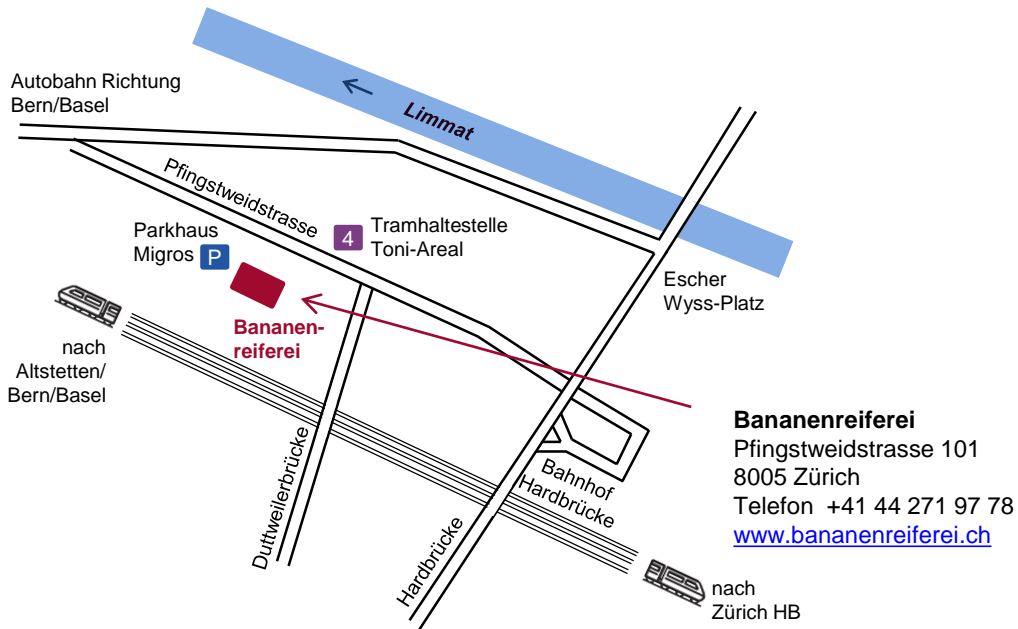 Autobahn Richtung
Bern/Basel
Limmat
Pfingstweidstrasse
4
Tramhaltestelle
Toni-Areal
Parkhaus
Migros
P
Escher
Wyss-Platz
Bananen-
reiferei
nach
Altstetten/
Bern/Basel
Bananenreiferei
Pfingstweidstrasse 101
8005 Zürich
Telefon +41 44 271 97 78
www.bananenreiferei.ch
Bahnhof
Hardbrücke
Duttweilerbrücke
Hardbrücke
nach
Zürich HB